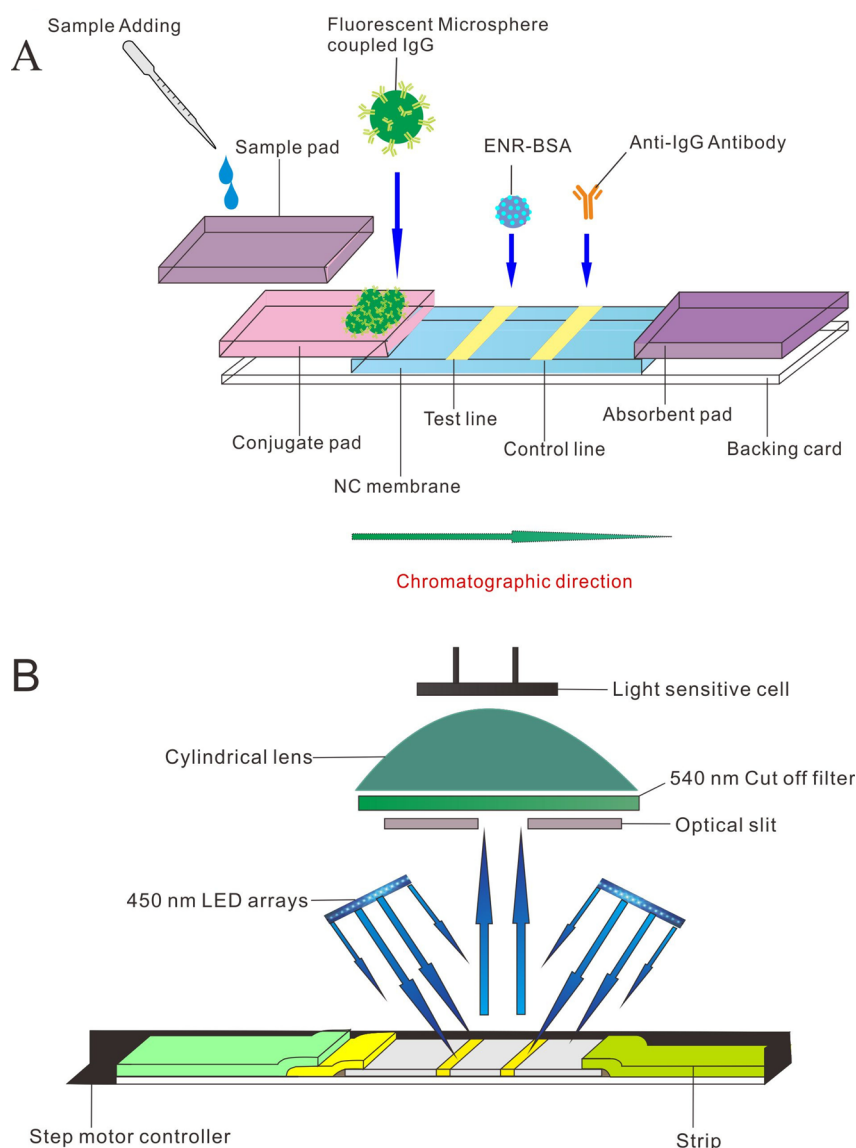 A
Sample Adding
Fluorescent Microsphere
coupled IgG
Sample pad
ENR-BSA
Anti-IgG Antibody
Test line
Absorbent pad
Conjugate pad
Control line
Backing card
NC membrane
Chromatographic direction
B
Light sensitive cell
Cylindrical lens
540 nm Cut off filter
Optical slit
450 nm LED arrays
Step motor controller
Strip